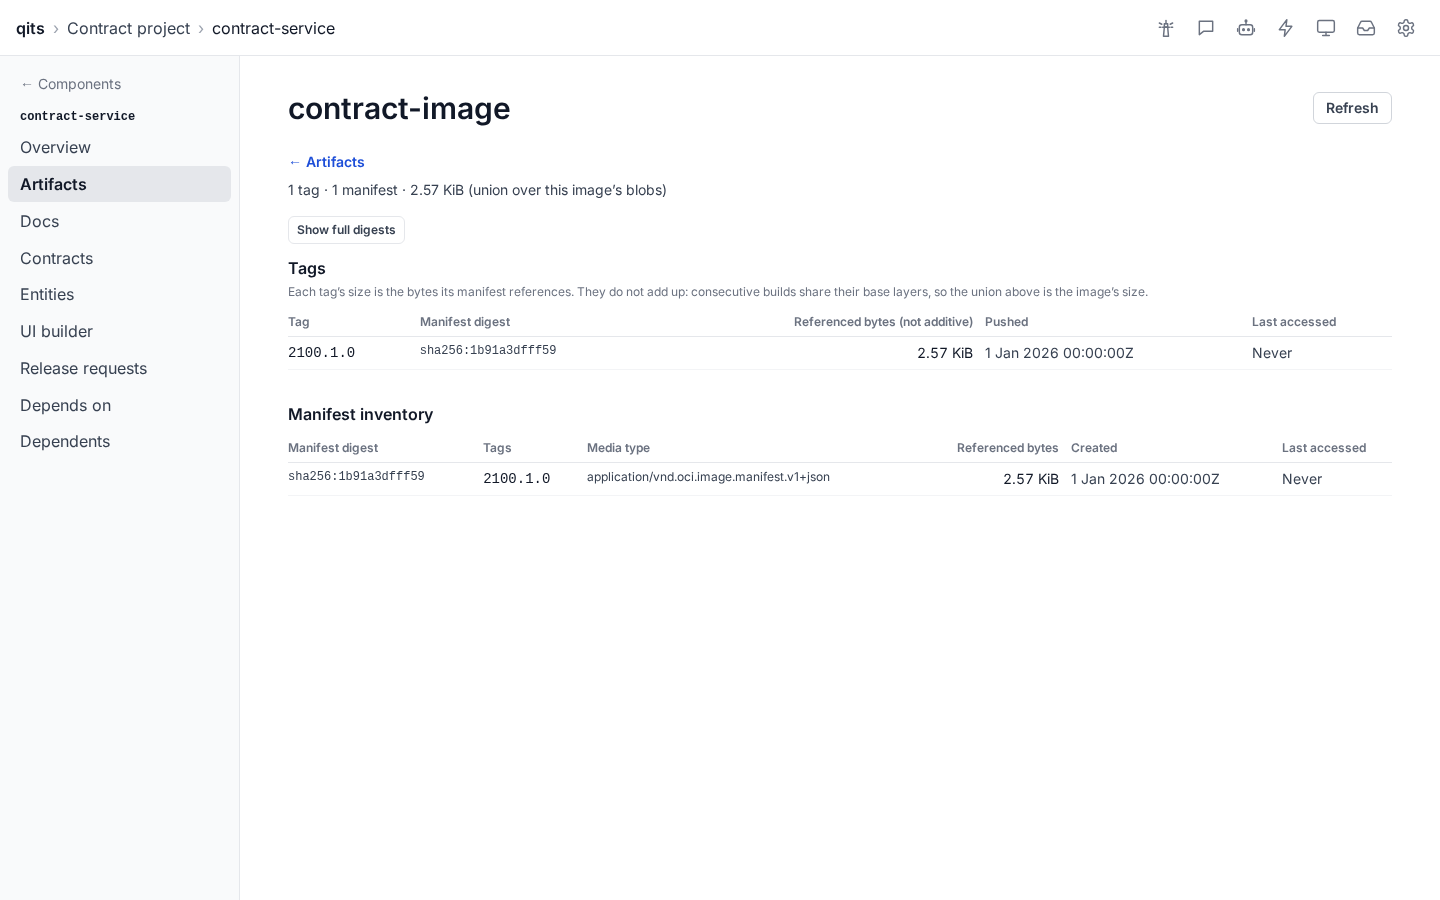 qits › Contract project › contract-service
← Components
contract-service
Overview
Artifacts
Docs
Contracts
Entities
UI builder
Release requests
Depends on
Dependents
contract-image
Refresh
← Artifacts
1 tag · 1 manifest · 2.57 KiB (union over this image’s blobs)
Show full digests
Tags
Each tag’s size is the bytes its manifest references. They do not add up: consecutive builds share their base layers, so the union above is the image’s size.
Tag Manifest digest Referenced bytes (not additive) Pushed Last accessed
2100.1.0 sha256:1b91a3dfff59 2.57 KiB 1 Jan 2026 00:00:00Z Never
Manifest inventory
Manifest digest Tags Media type Referenced bytes Created Last accessed
sha256:1b91a3dfff59 2100.1.0 application/vnd.oci.image.manifest.v1+json 2.57 KiB 1 Jan 2026 00:00:00Z Never